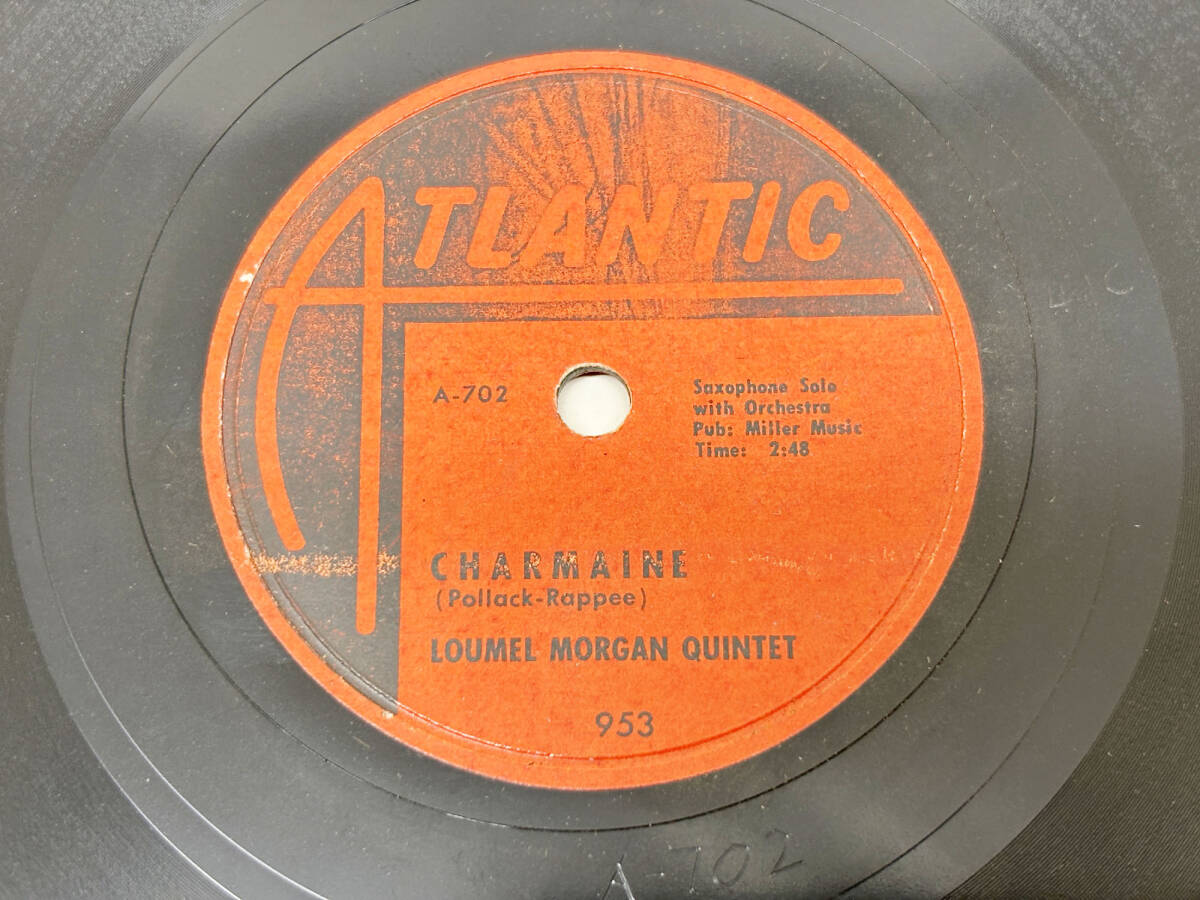 ATLANTIC
A-702
Saxophone Solo
with Orchestra
Pub: Miller Music
Time: 2:48
CHARMAINE
(Pollack-Rappee)
LOUMEL MORGAN QUINTET
953
A 702